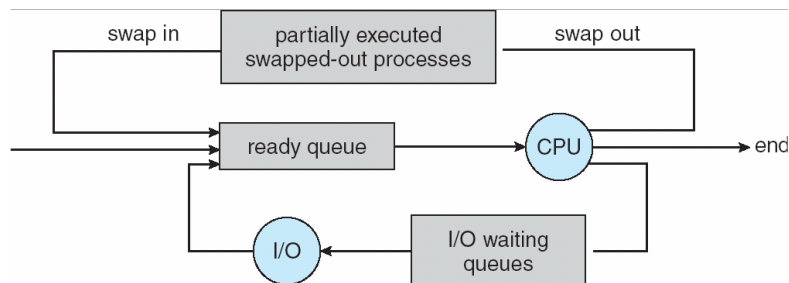 swap in
partially executed
swapped-out processes
swap out
ready queue
CPU
end
I/O
I/O waiting
queues